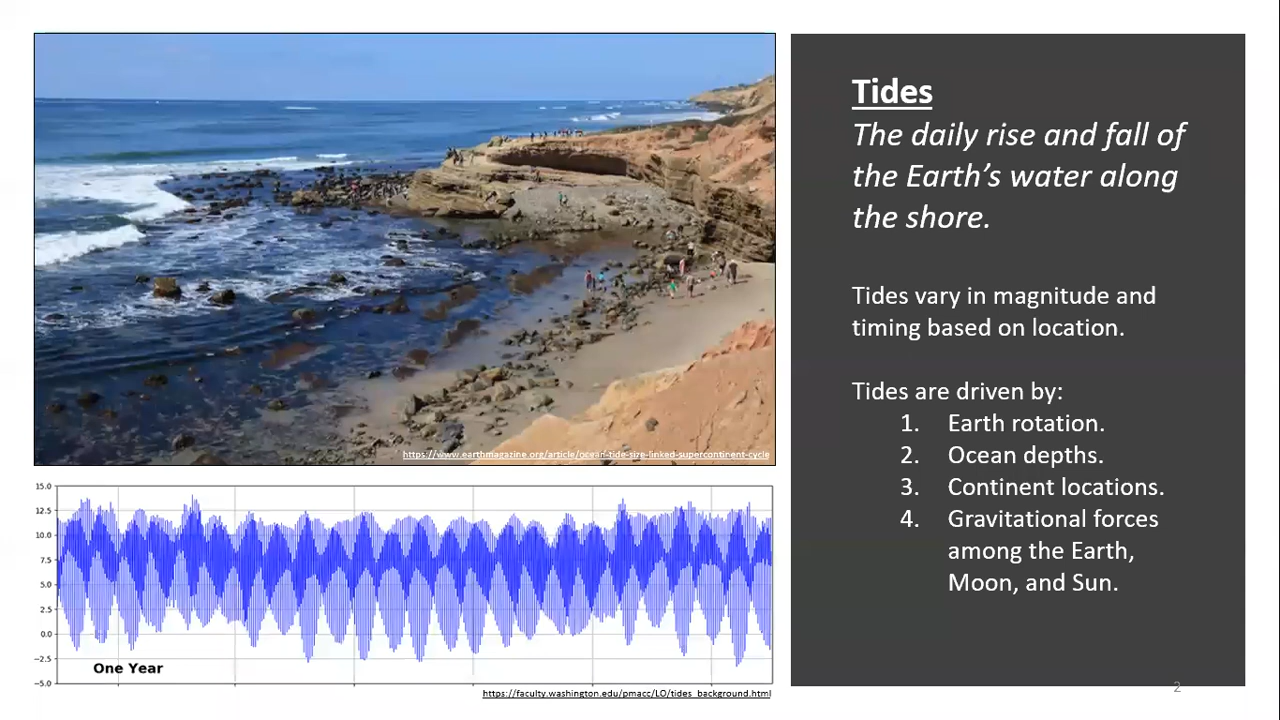 Tides
The daily rise and fall of
the Earth's water along
the shore.
Tides vary in magnitude and
timing based on location.
Tides are driven by:
1. Earth rotation.
2. Ocean depths.
3. Continent locations.
4. Gravitational forces
among the Earth,
Moon, and Sun.
https://www.earthmagazine.org/article/ocean-tide-size-linked-supercontinent-cycle
15.0
12.5
10.0
7.5
5.0
2.5
0.0
−2.5
−5.0
One Year
https://faculty.washington.edu/pmacc/LO/tides_background.html
2